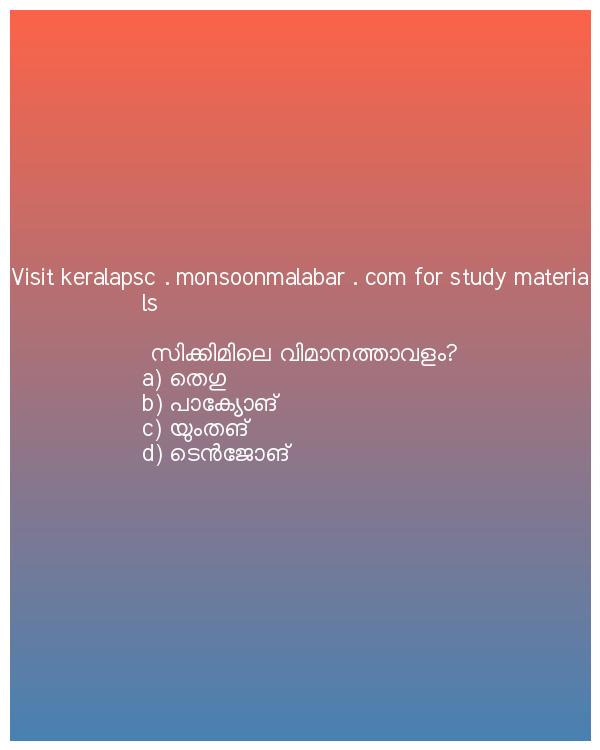 Visit keralapsc . monsoonmalabar . com for study materia
ls
സിക്കിമിലെ വിമാനത്താവളം?
a) തെഗു
b) പാക്യോങ്
c) യുംതങ്
d) ടെൻജോങ്